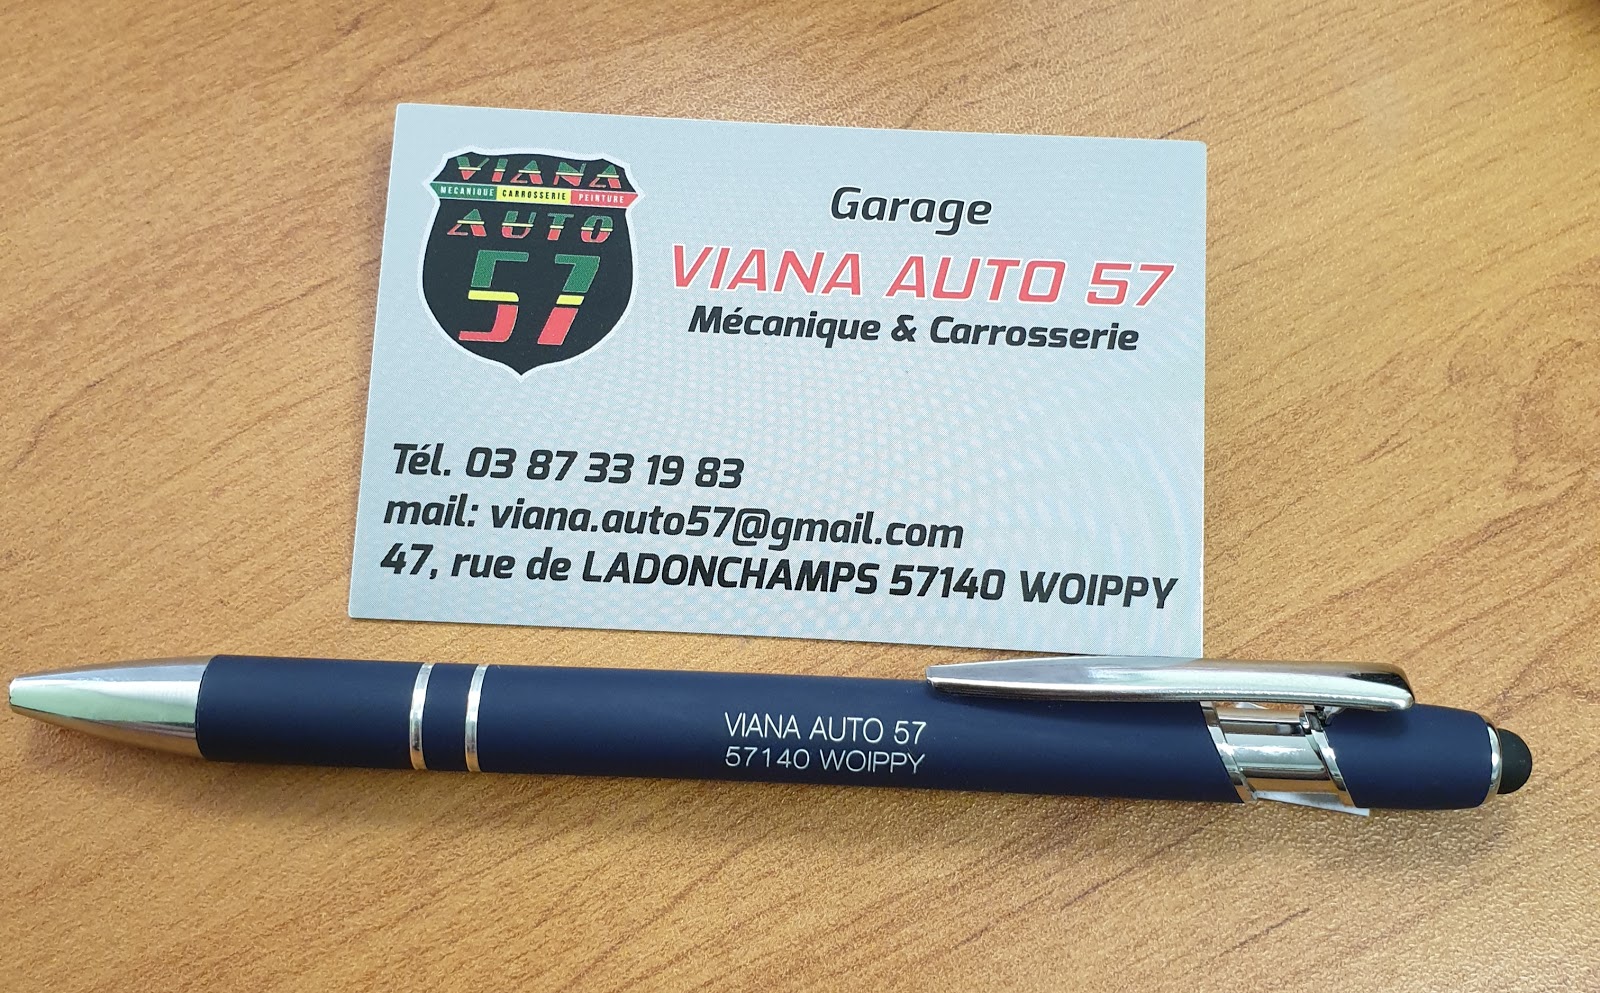 VIANA
MECANIQUE CARROSSERIE PEINTURE
AUTO
57
Garage
VIANA AUTO 57
Mécanique & Carrosserie
Tél. 03 87 33 19 83
mail: viana.auto57@gmail.com
47, rue de LADONCHAMPS 57140 WOIPPY
VIANA AUTO 57
57140 WOIPPY